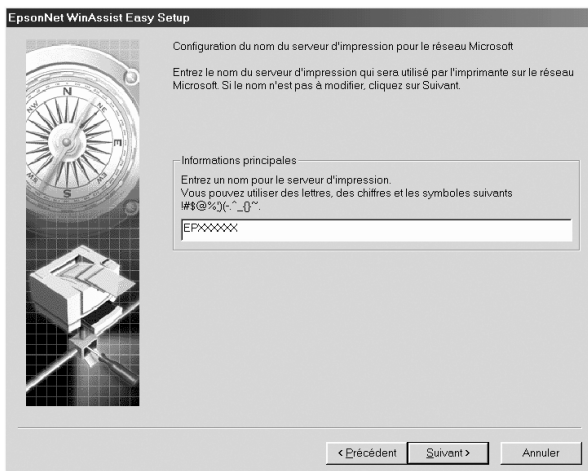 EpsonNet WinAssist Easy Setup
Configuration du nom du serveur d'impression pour le réseau Microsoft
Entrez le nom du serveur d'impression qui sera utilisé par l'imprimante sur le réseau
Microsoft. Si le nom n'est pas à modifier, cliquez sur Suivant.
N
NE
E
S
W
NW
Informations principales
Entrez un nom pour le serveur d'impression.
Vous pouvez utiliser des lettres, des chiffres et les symboles suivants
!#$@%')(-.^_{}~.
EPXXXXXX
< Précédent
Suivant >
Annuler